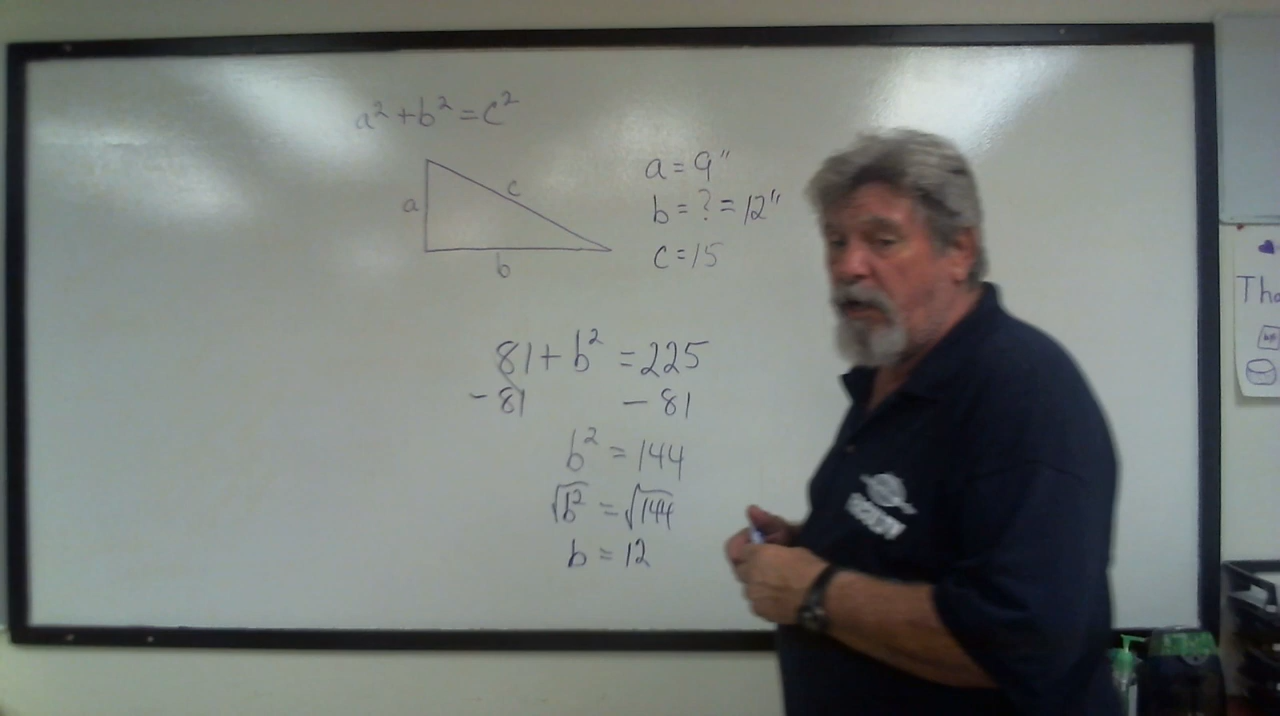 a² + b² = c²
a
c
b
a = 9"
b = ? = 12"
c = 15
81 + b² = 225
- 81 - 81
b² = 144
√b² = √144
b = 12